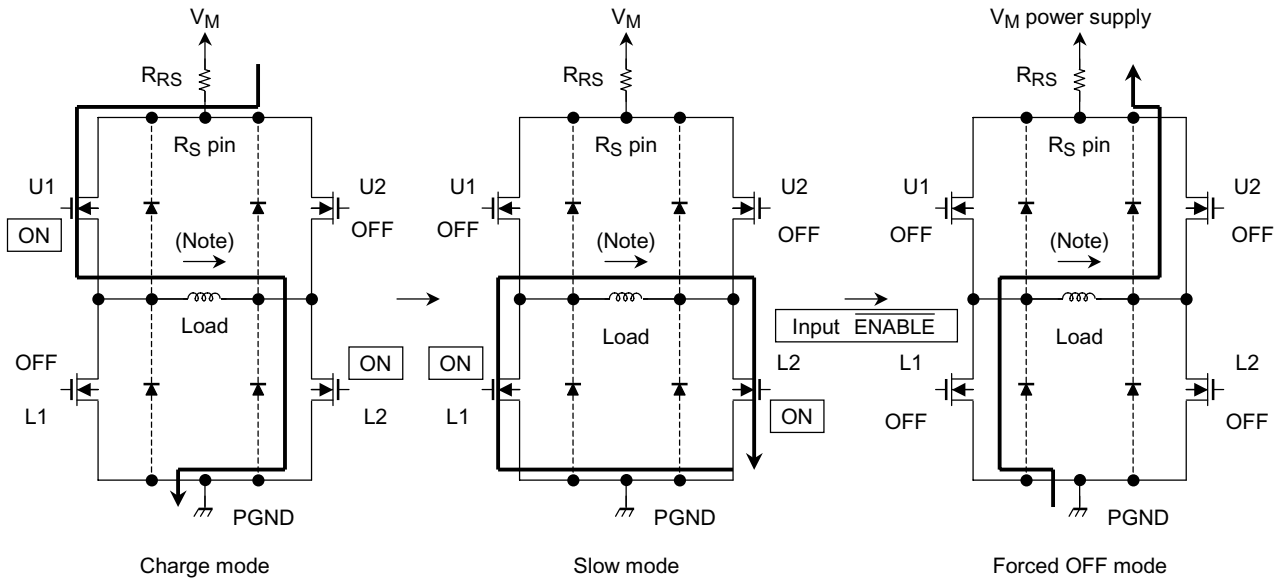 VM
RRS
RS pin
U1
ON
U2
OFF
(Note)
Load
OFF
L1
ON
L2
PGND
Charge mode
VM
RRS
RS pin
U1
OFF
U2
OFF
(Note)
Load
ON
L1
L2
ON
PGND
Slow mode
Input ENABLE
VM power supply
RRS
RS pin
U1
OFF
U2
OFF
(Note)
Load
L1
OFF
L2
OFF
PGND
Forced OFF mode